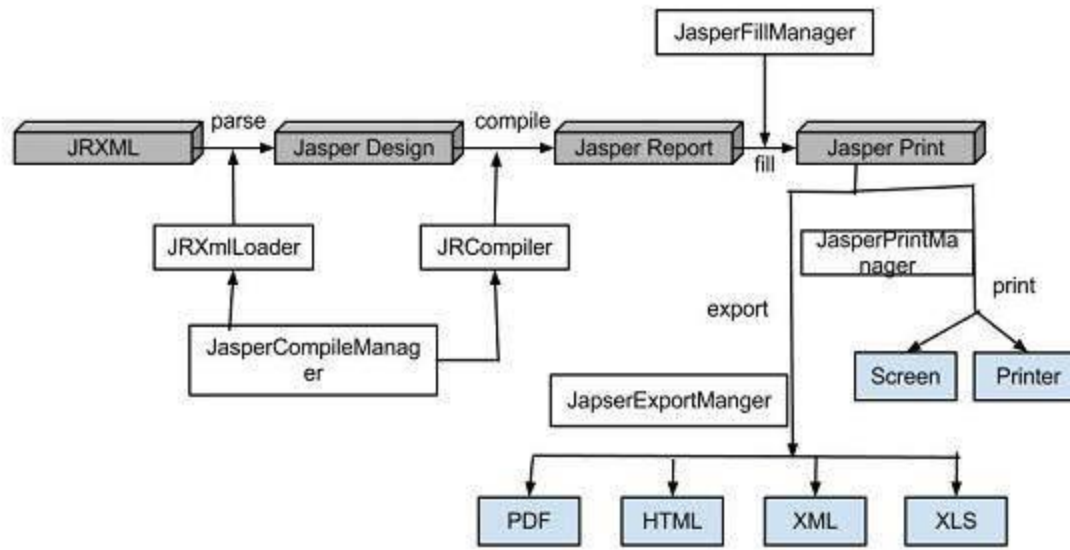 JasperFillManager
parse
compile
JRXML
Jasper Design
Jasper Report
fill
Jasper Print
JRXmlLoader
JRCompiler
JasperPrintMa
nager
print
export
JasperCompileManag
er
Screen
Printer
JapserExportManger
PDF
HTML
XML
XLS